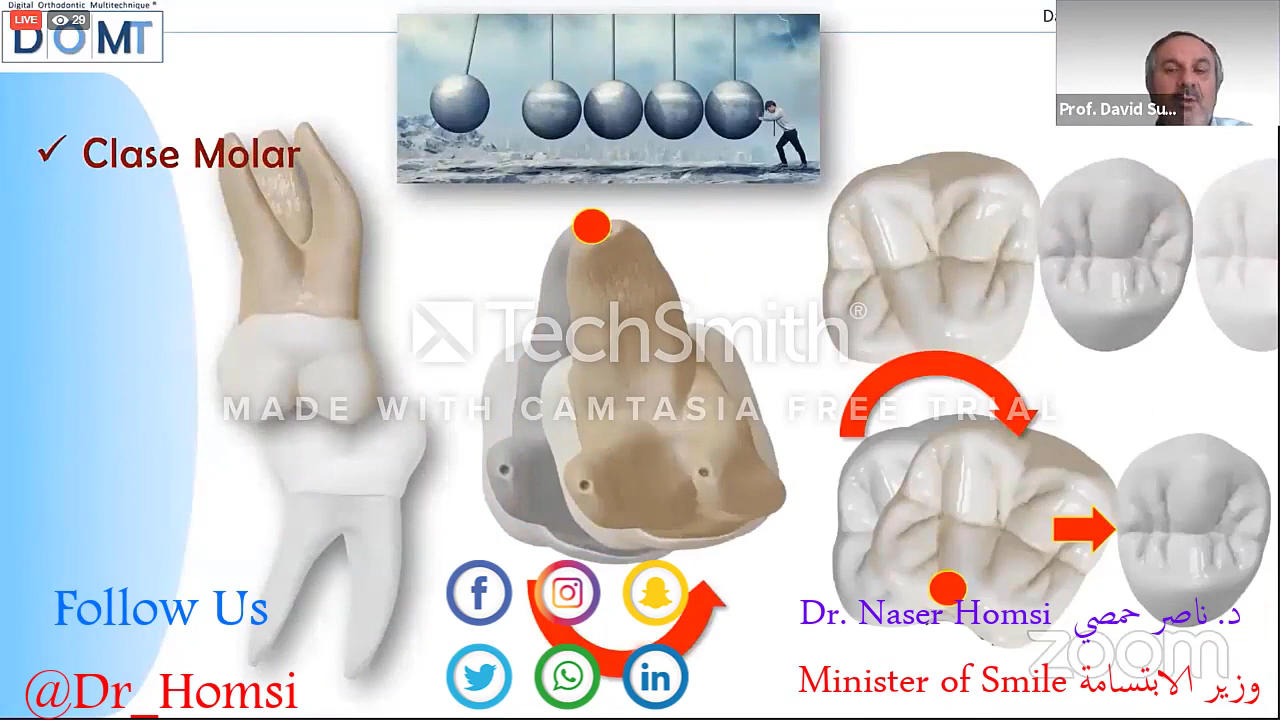 Digital Orthodontic Multitechnique ®
LIVE 29
DOMT
Prof. David Su...
✓ Clase Molar
TechSmith®
MADE WITH CAMTASIA FREE TRIAL
Follow Us
Dr. Naser Homsi د. ناصر حمصي
zoom
@Dr_Homsi
Minister of Smile وزير الابتسامة